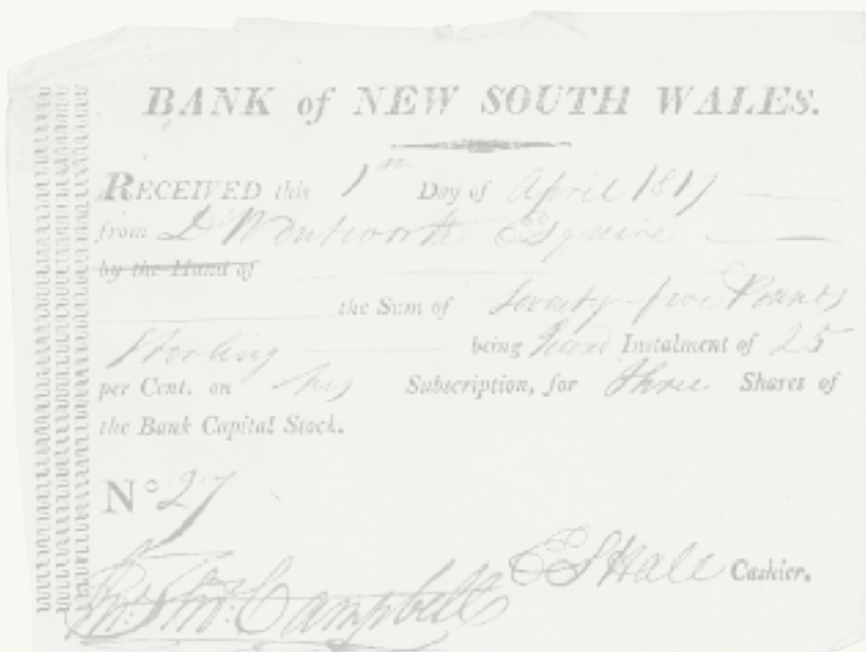 BANK of NEW SOUTH WALES.
RECEIVED this 1st Day of April 1817
from D Wentworth Esquire
by the Hand of
the Sum of Seventy five Pounds
Sterling being Instalment of 25
per Cent. on his Subscription, for Three Shares of
the Bank Capital Stock.
No 27
Campbell
E S Hall Cashier.